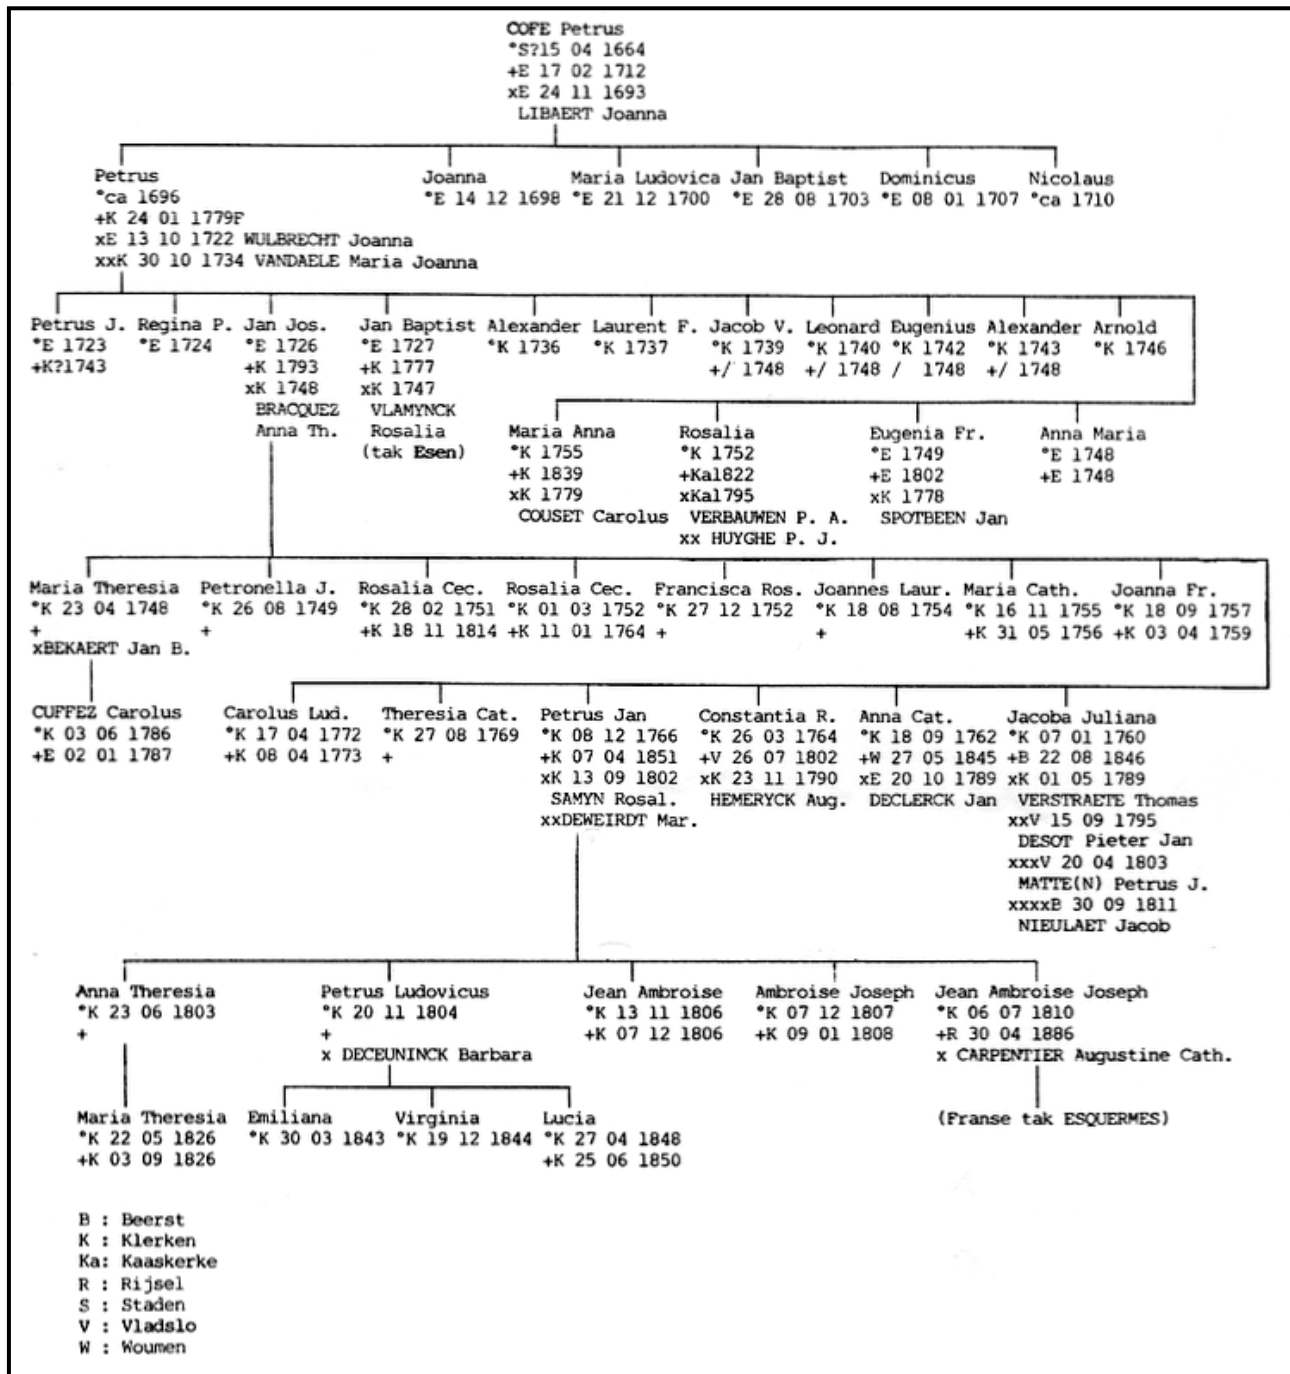 COFE Petrus
°S?15 04 1664
+E 17 02 1712
xE 24 11 1693
LIBAERT Joanna
Petrus
°ca 1696
+K 24 01 1779F
xE 13 10 1722 WULBRECHT Joanna
xxK 30 10 1734 VANDAELE Maria Joanna
Joanna
°E 14 12 1698
Maria Ludovica
°E 21 12 1700
Jan Baptist
°E 28 08 1703
Dominicus
°E 08 01 1707
Nicolaus
°ca 1710
Petrus J.
°E 1723
+K?1743
Regina P.
°E 1724
Jan Jos.
°E 1726
+K 1793
xK 1748
BRACQUEZ
Anna Th.
Jan Baptist
°E 1727
+K 1777
xK 1747
VLAMYNCK
Rosalia
(tak Esen)
Alexander
°K 1736
Laurent F.
°K 1737
Jacob V.
°K 1739
+/ 1748
Leonard
°K 1740
+/ 1748
Eugenius
°K 1742
/ 1748
Alexander
°K 1743
+/ 1748
Arnold
°K 1746
Maria Anna
°K 1755
+K 1839
xK 1779
COUSET Carolus
Rosalia
°K 1752
+Ka1822
xKa1795
VERBAUWEN P. A.
xx HUYGHE P. J.
Eugenia Fr.
°E 1749
+E 1802
xK 1778
SPOTBEEN Jan
Anna Maria
°E 1748
+E 1748
Maria Theresia
°K 23 04 1748
+
xBEKAERT Jan B.
Petronella J.
°K 26 08 1749
+
Rosalia Cec.
°K 28 02 1751
+K 18 11 1814
Rosalia Cec.
°K 01 03 1752
+K 11 01 1764
Francisca Ros.
°K 27 12 1752
+
Joannes Laur.
°K 18 08 1754
+
Maria Cath.
°K 16 11 1755
+K 31 05 1756
Joanna Fr.
°K 18 09 1757
+K 03 04 1759
CUFFEZ Carolus
°K 03 06 1786
+E 02 01 1787
Carolus Lud.
°K 17 04 1772
+K 08 04 1773
Theresia Cat.
°K 27 08 1769
+
Petrus Jan
°K 08 12 1766
+K 07 04 1851
xK 13 09 1802
SAMYN Rosal.
xxDEWEIRDT Mar.
Constantia R.
°K 26 03 1764
+V 26 07 1802
xK 23 11 1790
HEMERYCK Aug.
Anna Cat.
°K 18 09 1762
+W 27 05 1845
xE 20 10 1789
DECLERCK Jan
Jacoba Juliana
°K 07 01 1760
+B 22 08 1846
xK 01 05 1789
VERSTRAETE Thomas
xxV 15 09 1795
DESOT Pieter Jan
xxxV 20 04 1803
MATTE(N) Petrus J.
xxxxB 30 09 1811
NIEULAET Jacob
Anna Theresia
°K 23 06 1803
+
Petrus Ludovicus
°K 20 11 1804
+
x DECEUNINCK Barbara
Jean Ambroise
°K 13 11 1806
+K 07 12 1806
Ambroise Joseph
°K 07 12 1807
+K 09 01 1808
Jean Ambroise Joseph
°K 06 07 1810
+R 30 04 1886
x CARPENTIER Augustine Cath.
Maria Theresia
°K 22 05 1826
+K 03 09 1826
Emiliana
°K 30 03 1843
Virginia
°K 19 12 1844
Lucia
°K 27 04 1848
+K 25 06 1850
(Franse tak ESQUERMES)
B : Beerst
K : Klerken
Ka: Kaaskerke
R : Rijsel
S : Staden
V : Vladslo
W : Woumen